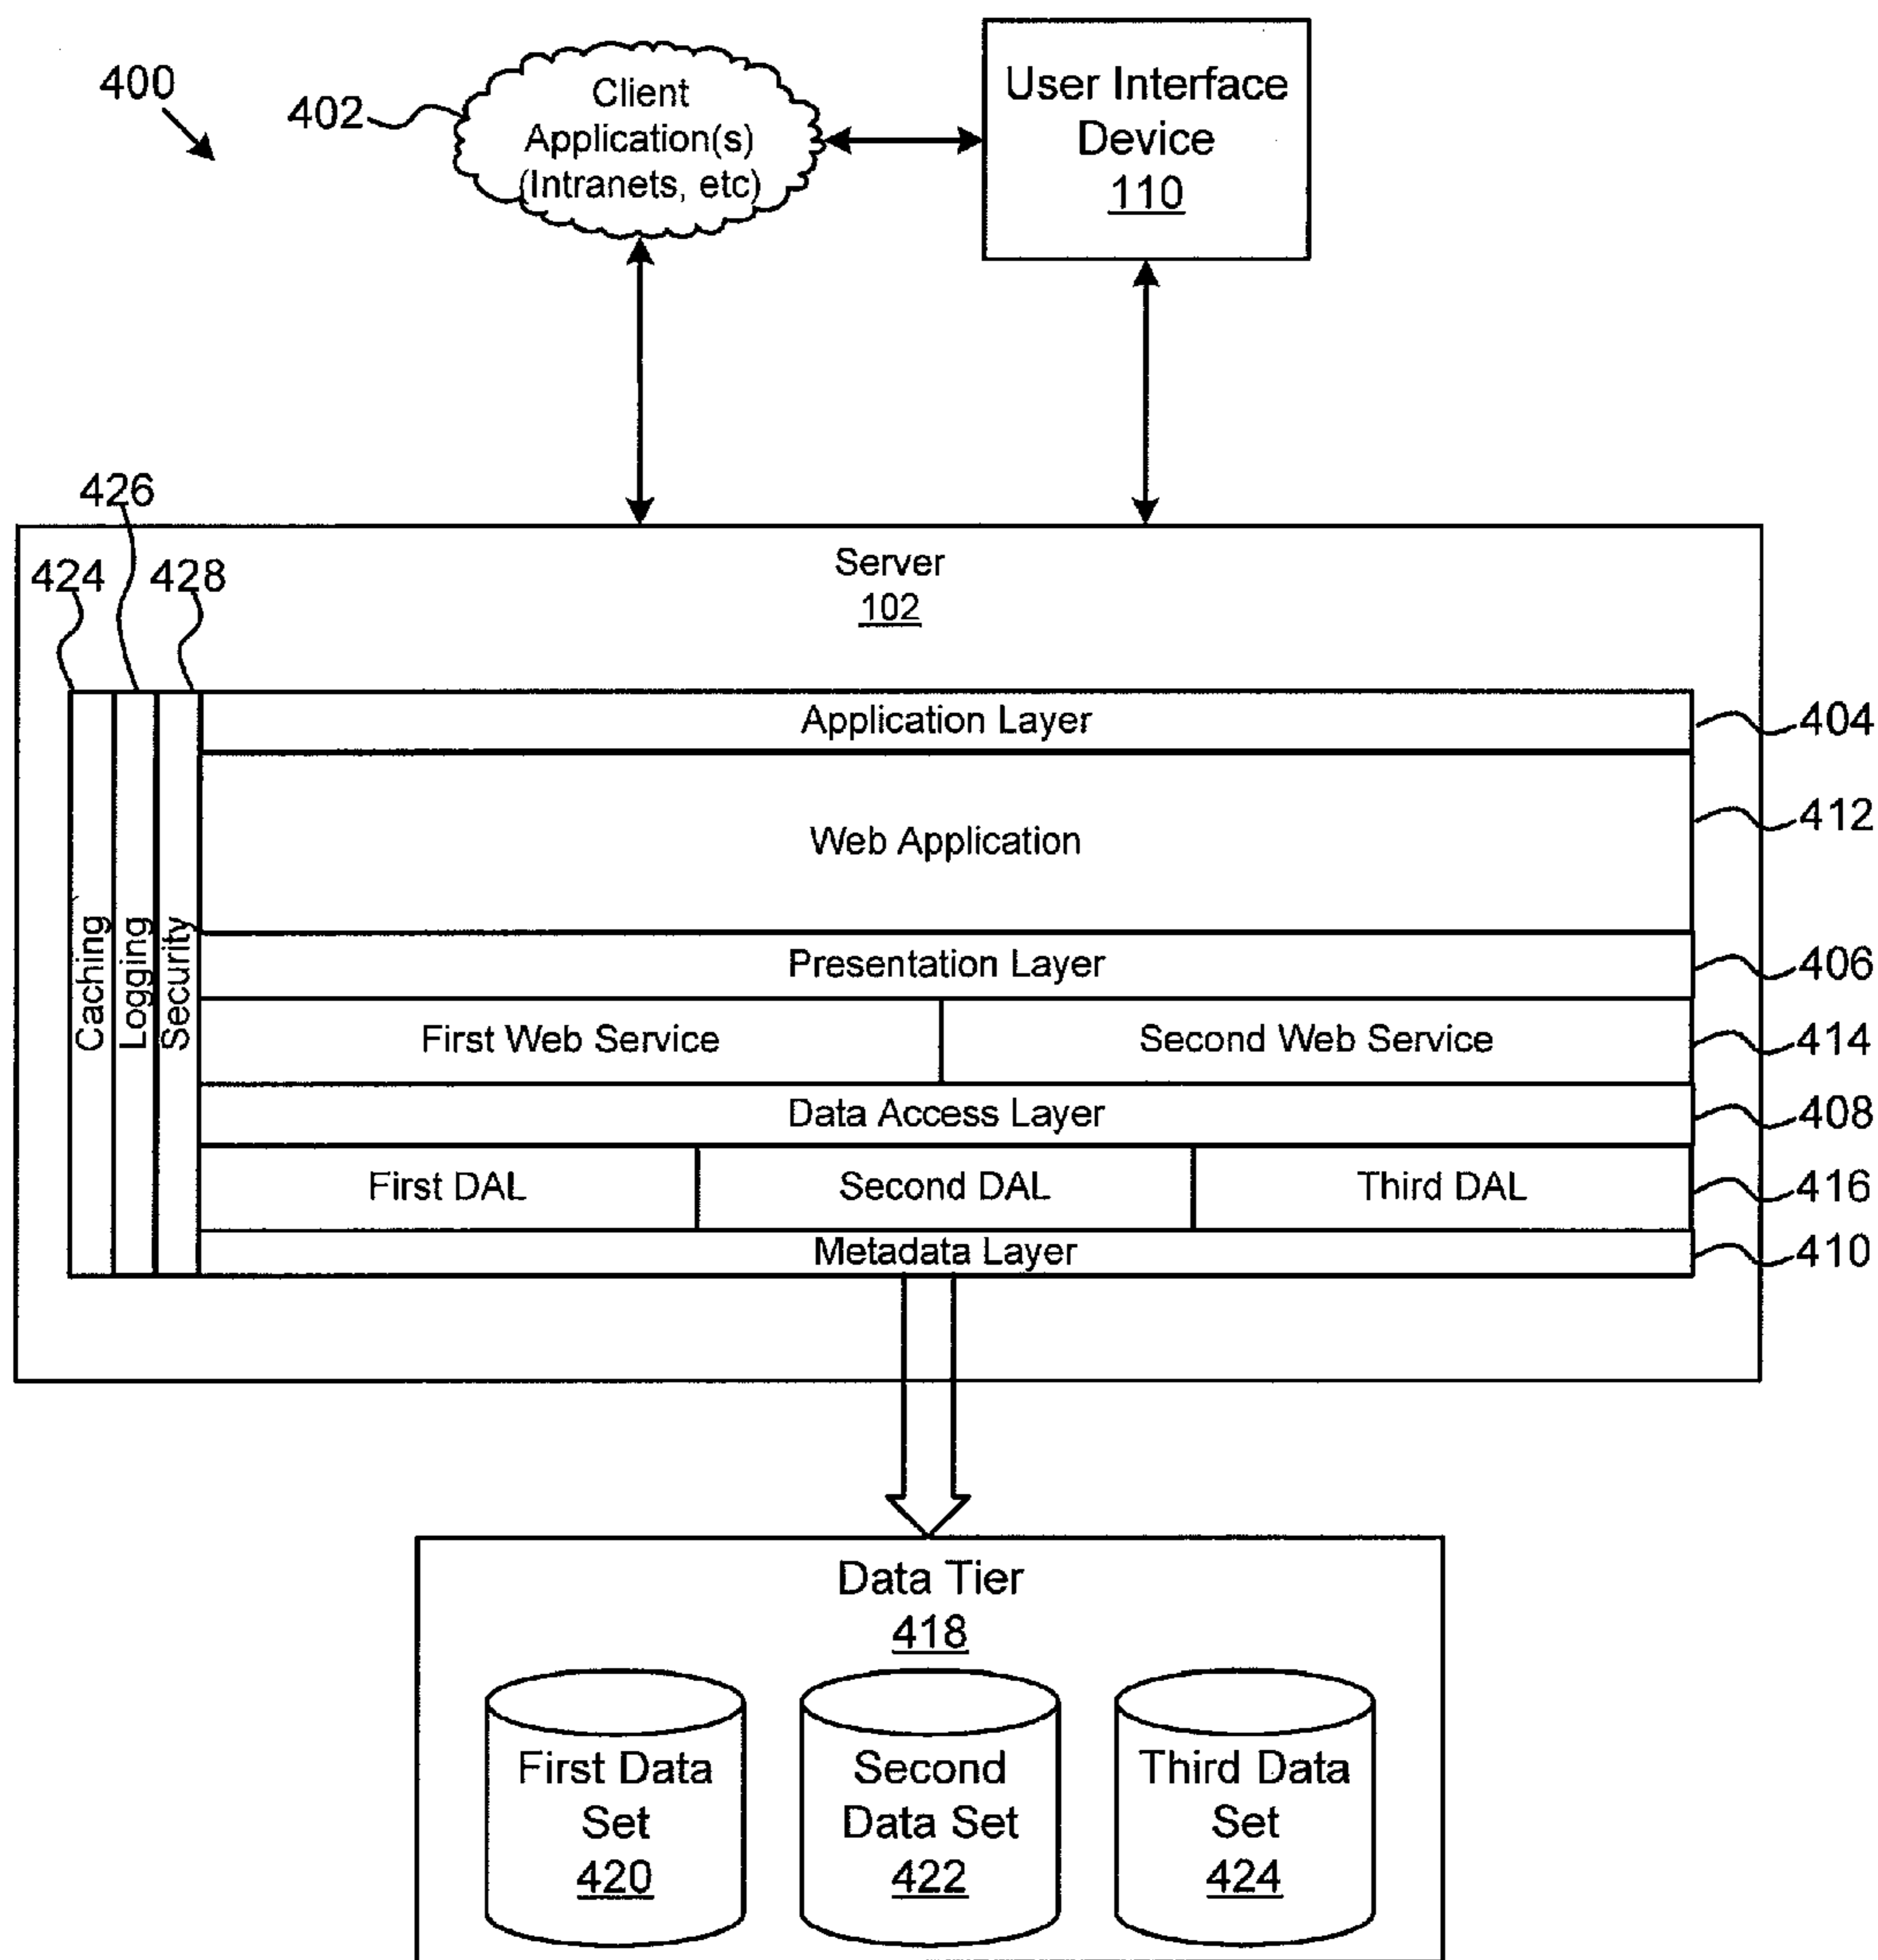 400
402
Client
Application(s)
(Intranets, etc)
User Interface
Device
110
426
424
428
Server
102
Caching
Logging
Security
Application Layer
404
Web Application
412
Presentation Layer
406
First Web Service
Second Web Service
414
Data Access Layer
408
First DAL
Second DAL
Third DAL
416
Metadata Layer
410
Data Tier
418
First Data
Set
420
Second
Data Set
422
Third Data
Set
424